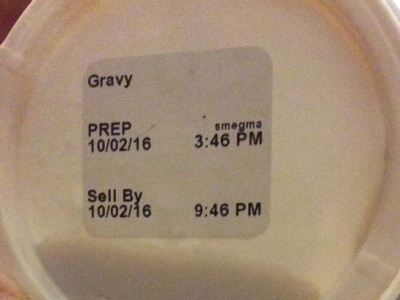 Gravy
smegma
PREP
10/02/16 3:46 PM
Sell By
10/02/16 9:46 PM